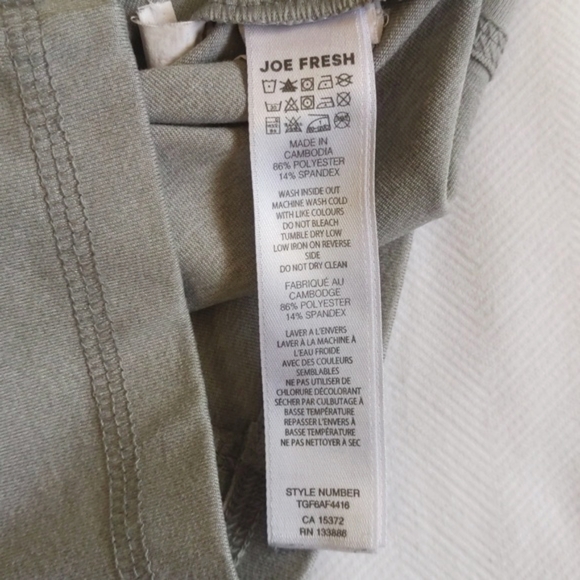 JOE FRESH
MADE IN
CAMBODIA
86% POLYESTER
14% SPANDEX
WASH INSIDE OUT
MACHINE WASH COLD
WITH LIKE COLOURS
DO NOT BLEACH
TUMBLE DRY LOW
LOW IRON ON REVERSE
SIDE
DO NOT DRY CLEAN
FABRIQUÉ AU
CAMBODGE
86% POLYESTER
14% SPANDEX
LAVER A L'ENVERS
LAVER À LA MACHINE À
L'EAU FROIDE
AVEC DES COULEURS
SEMBLABLES
NE PAS UTILISER DE
CHLORURE DÉCOLORANT
SÉCHER PAR CULBUTAGE À
BASSE TEMPÉRATURE
REPASSER L'ENVERS À
BASSE TEMPÉRATURE
NE PAS NETTOYER À SEC
STYLE NUMBER
TGF6AF4416
CA 15372
RN 133886